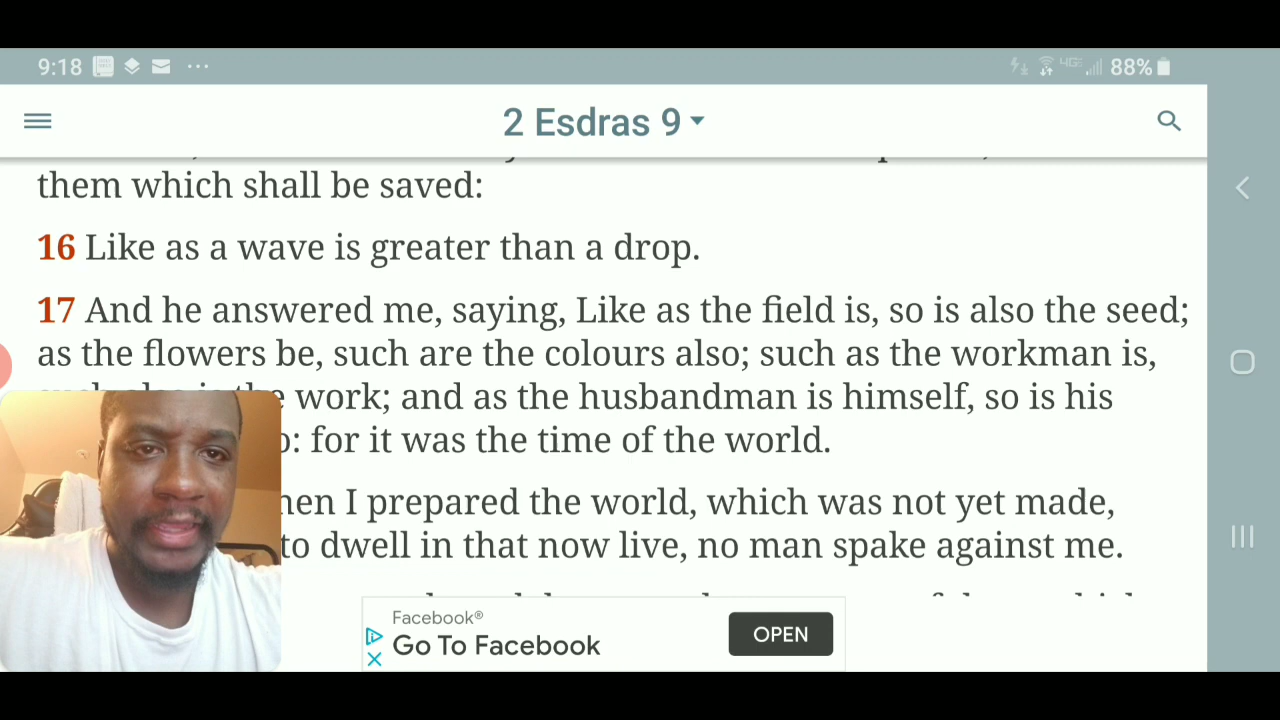 9:18
4GE 88%
2 Esdras 9
them which shall be saved:
16 Like as a wave is greater than a drop.
17 And he answered me, saying, Like as the field is, so is also the seed;
as the flowers be, such are the colours also; such as the workman is,
work; and as the husbandman is himself, so is his
for it was the time of the world.
I prepared the world, which was not yet made,
to dwell in that now live, no man spake against me.
Facebook®
Go To Facebook
OPEN